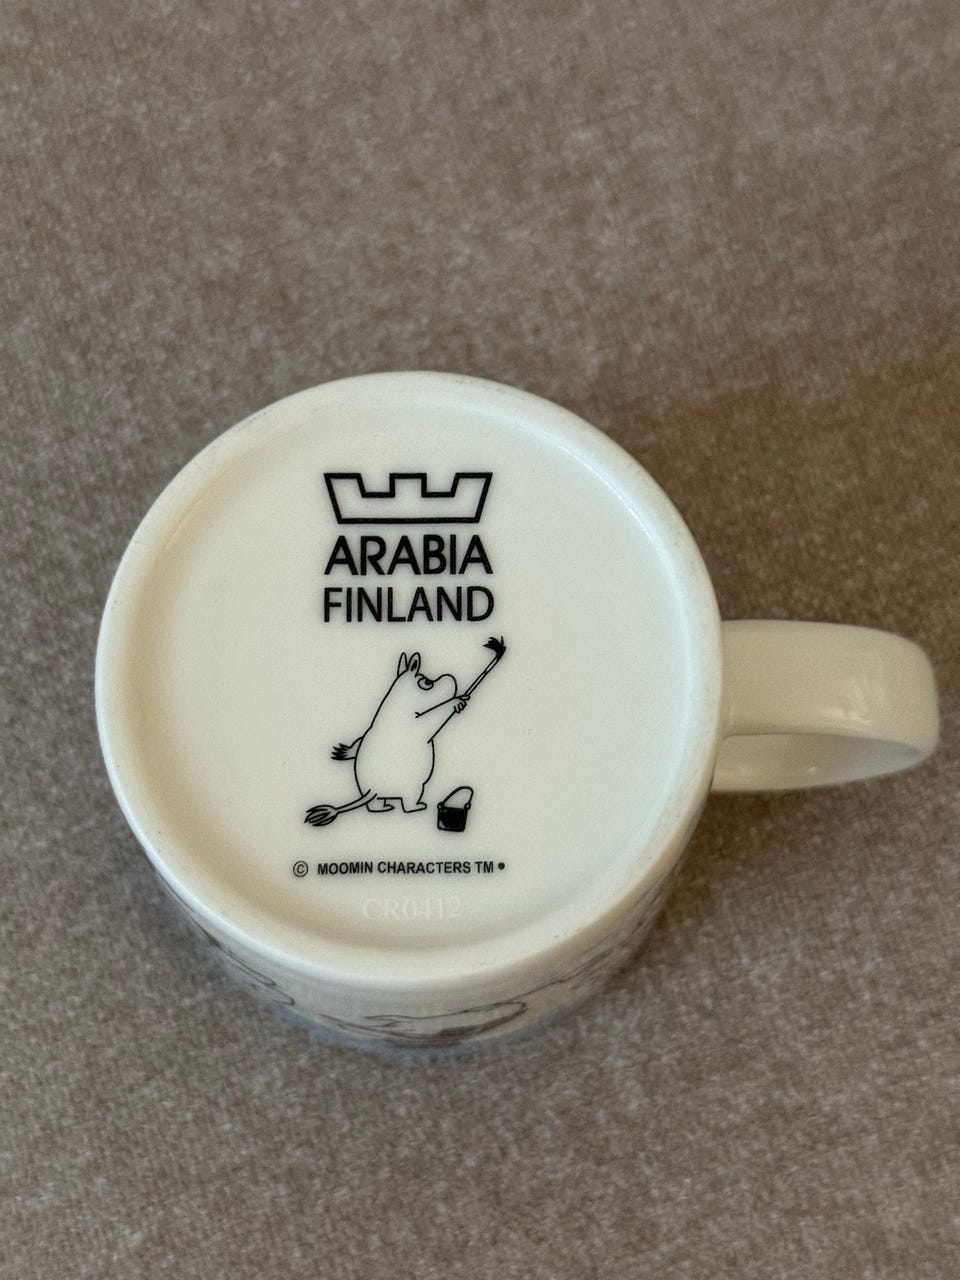 ARABIA
FINLAND
© MOOMIN CHARACTERS TM
CR0412